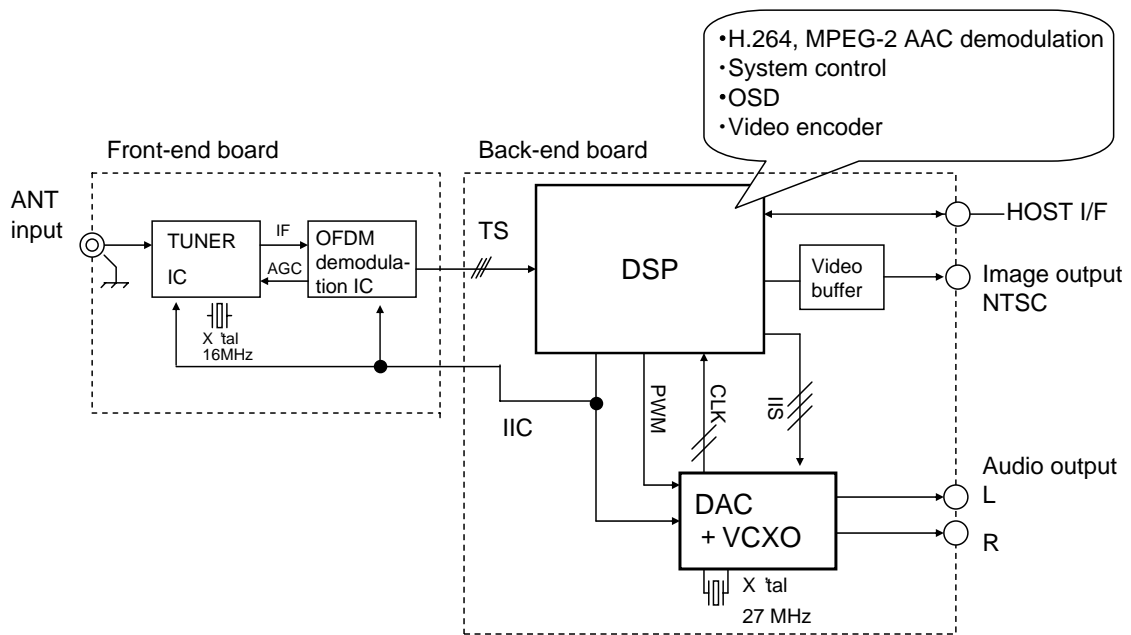 ・H.264, MPEG-2 AAC demodulation
・System control
・OSD
・Video encoder
Front-end board
Back-end board
ANT
input
TUNER
IC
IF
AGC
OFDM
demodula-
tion IC
X 'tal
16MHz
TS
DSP
HOST I/F
Video
buffer
Image output
NTSC
IIC
PWM
CLK
IIS
DAC
+ VCXO
X 'tal
27 MHz
Audio output
L
R